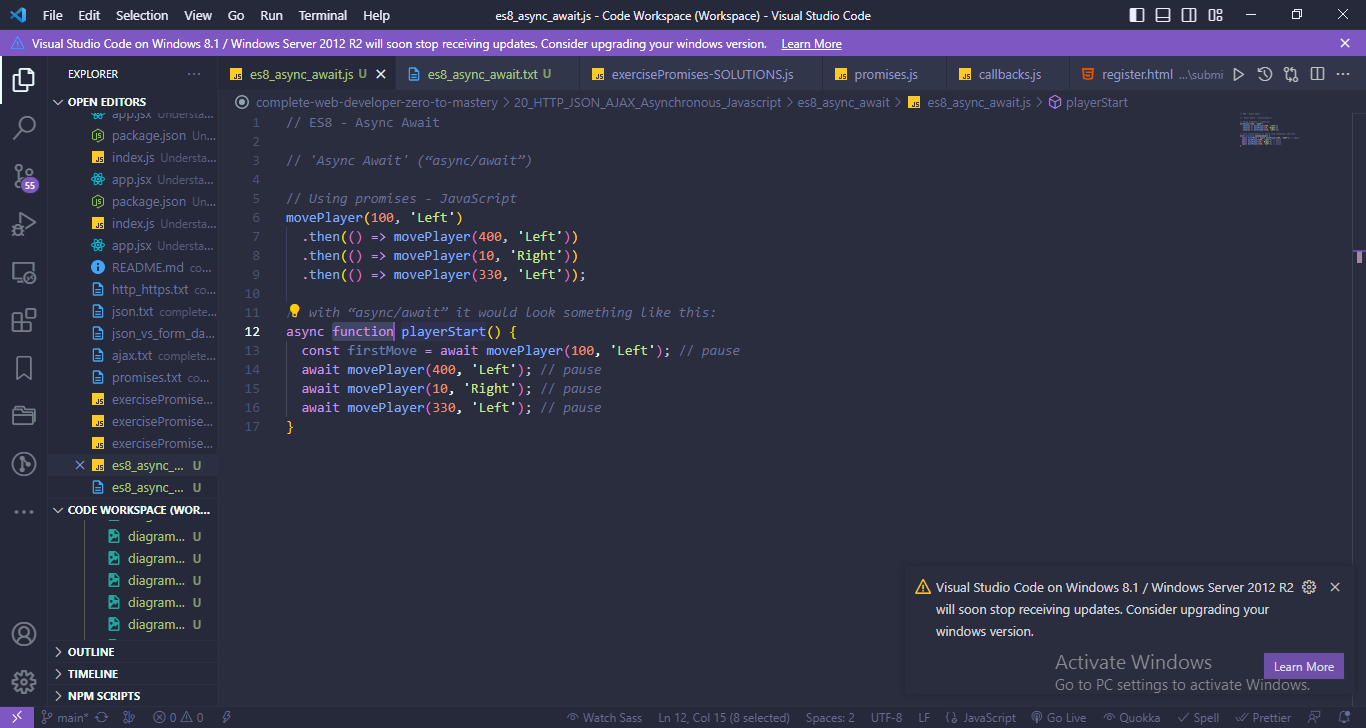 File Edit Selection View Go Run Terminal Help
es8_async_await.js - Code Workspace (Workspace) - Visual Studio Code
Visual Studio Code on Windows 8.1 / Windows Server 2012 R2 will soon stop receiving updates. Consider upgrading your windows version. Learn More
EXPLORER
OPEN EDITORS
app.jsx Understa...
package.json Un...
index.js Understa...
app.jsx Understa...
package.json Un...
index.js Understa...
app.jsx Understa...
README.md co...
http_https.txt co...
json.txt complete...
json_vs_form_da...
ajax.txt complete...
promises.txt co...
exercisePromise...
exercisePromise...
exercisePromise...
es8_async_... U
es8_async_... U
CODE WORKSPACE (WOR...
diagram... U
diagram... U
diagram... U
diagram... U
diagram... U
OUTLINE
TIMELINE
NPM SCRIPTS
55
es8_async_await.js U
es8_async_await.txt U
exercisePromises-SOLUTIONS.js
promises.js
callbacks.js
register.html ...\submi
complete-web-developer-zero-to-mastery > 20_HTTP_JSON_AJAX_Asynchronous_Javascript > es8_async_await > es8_async_await.js > playerStart
1 // ES8 - Async Await
2
3 // 'Async Await' (“async/await”)
4
5 // Using promises - JavaScript
6 movePlayer(100, 'Left')
7 .then(() => movePlayer(400, 'Left'))
8 .then(() => movePlayer(10, 'Right'))
9 .then(() => movePlayer(330, 'Left'));
10
11 / with “async/await” it would look something like this:
12 async function playerStart() {
13 const firstMove = await movePlayer(100, 'Left'); // pause
14 await movePlayer(400, 'Left'); // pause
15 await movePlayer(10, 'Right'); // pause
16 await movePlayer(330, 'Left'); // pause
17 }
Visual Studio Code on Windows 8.1 / Windows Server 2012 R2
will soon stop receiving updates. Consider upgrading your
windows version.
Learn More
Activate Windows
Go to PC settings to activate Windows.
main* 0 0
Watch Sass Ln 12, Col 15 (8 selected) Spaces: 2 UTF-8 LF {} JavaScript Go Live Quokka Spell Prettier